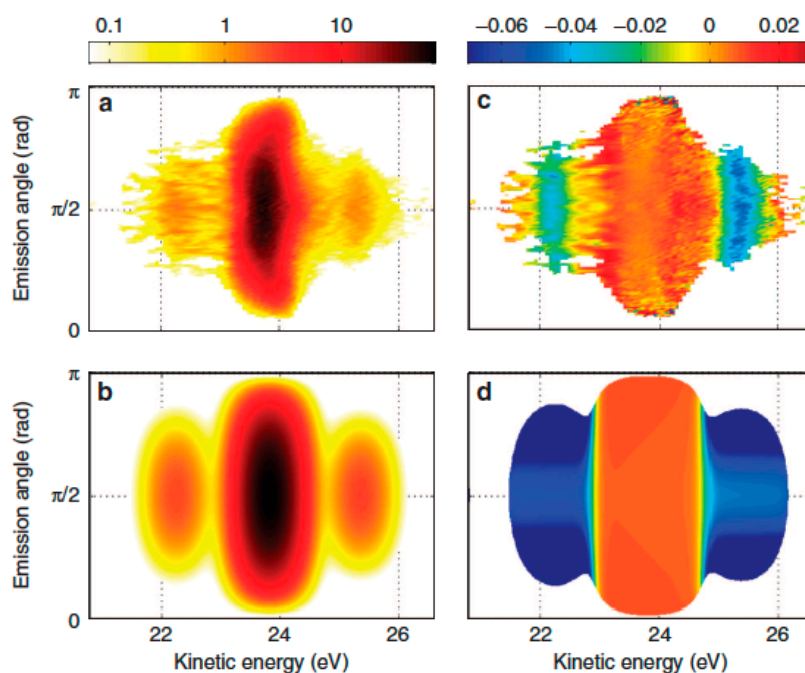 0.1 1 10
−0.06 −0.04 −0.02 0 0.02
a
c
π
π/2
0
Emission angle (rad)
b
d
π
π/2
0
Emission angle (rad)
22 24 26
22 24 26
Kinetic energy (eV)
Kinetic energy (eV)